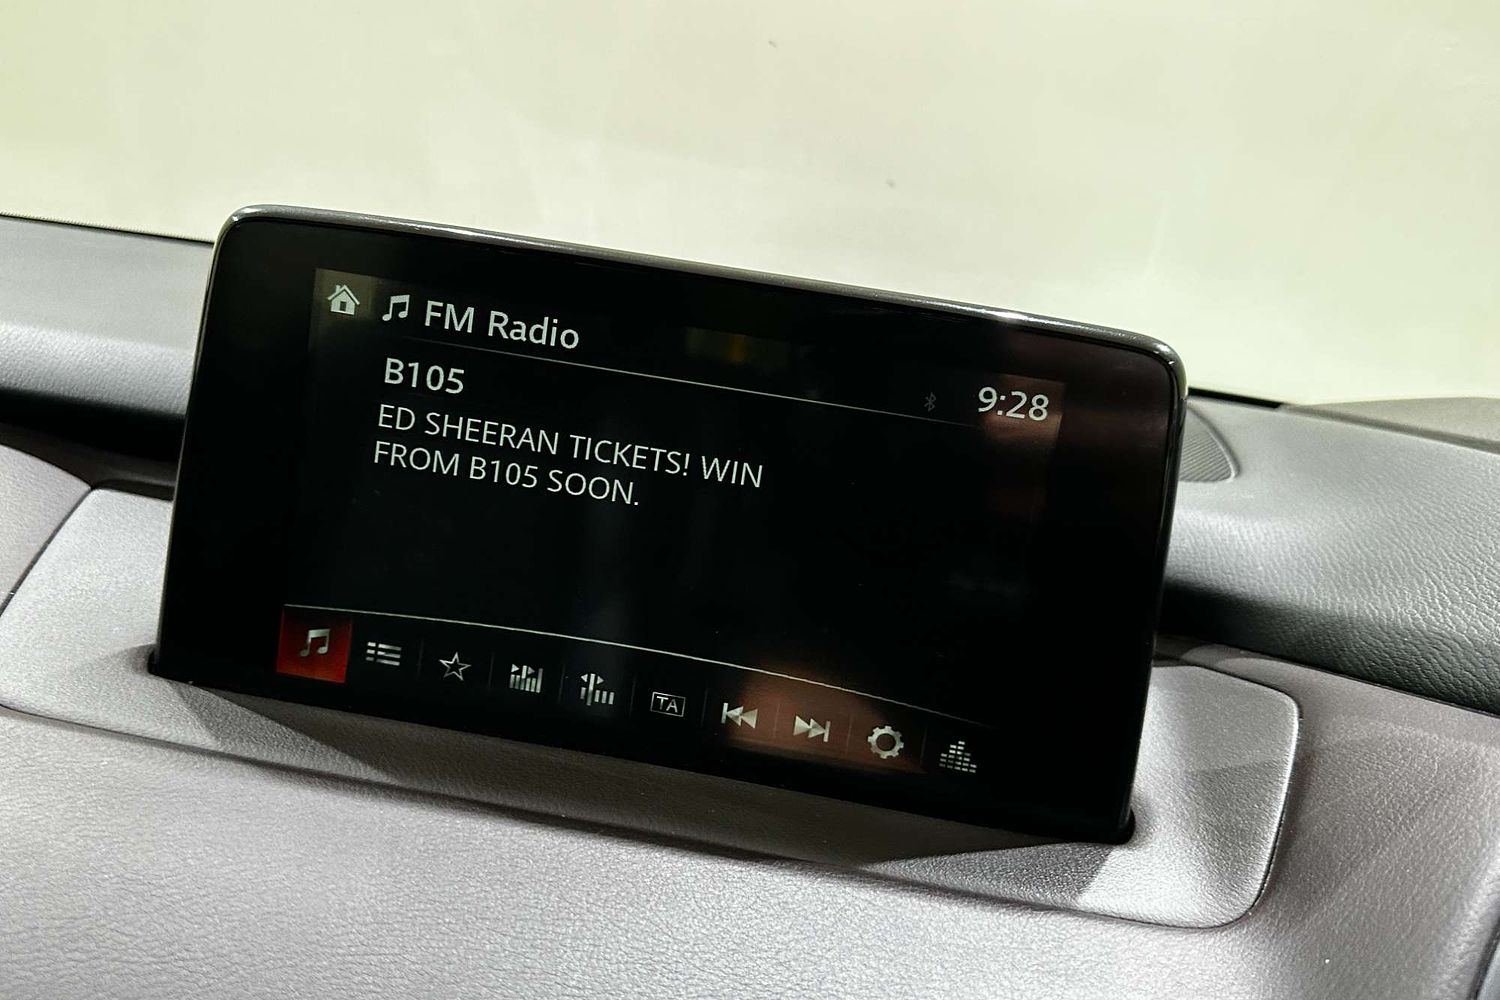 FM Radio
B105
9:28
ED SHEERAN TICKETS! WIN
FROM B105 SOON.
TA